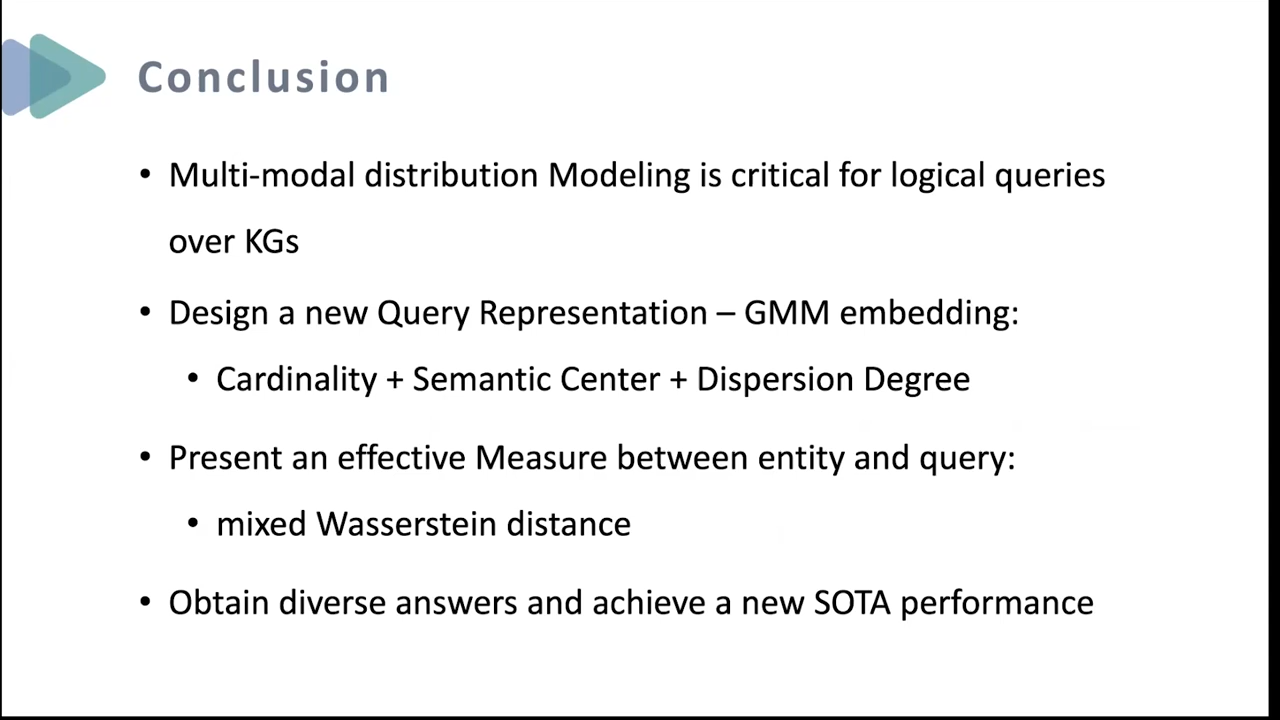 Conclusion
• Multi-modal distribution Modeling is critical for logical queries
over KGs
• Design a new Query Representation – GMM embedding:
• Cardinality + Semantic Center + Dispersion Degree
• Present an effective Measure between entity and query:
• mixed Wasserstein distance
• Obtain diverse answers and achieve a new SOTA performance